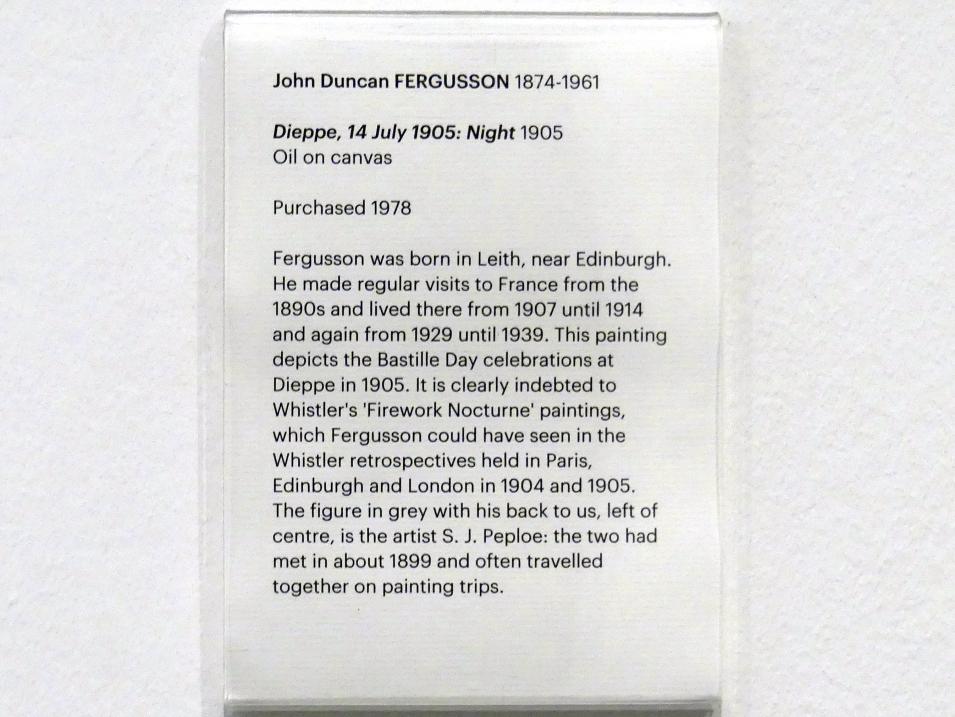 John Duncan FERGUSSON 1874-1961
Dieppe, 14 July 1905: Night 1905
Oil on canvas
Purchased 1978
Fergusson was born in Leith, near Edinburgh.
He made regular visits to France from the
1890s and lived there from 1907 until 1914
and again from 1929 until 1939. This painting
depicts the Bastille Day celebrations at
Dieppe in 1905. It is clearly indebted to
Whistler's 'Firework Nocturne' paintings,
which Fergusson could have seen in the
Whistler retrospectives held in Paris,
Edinburgh and London in 1904 and 1905.
The figure in grey with his back to us, left of
centre, is the artist S. J. Peploe: the two had
met in about 1899 and often travelled
together on painting trips.